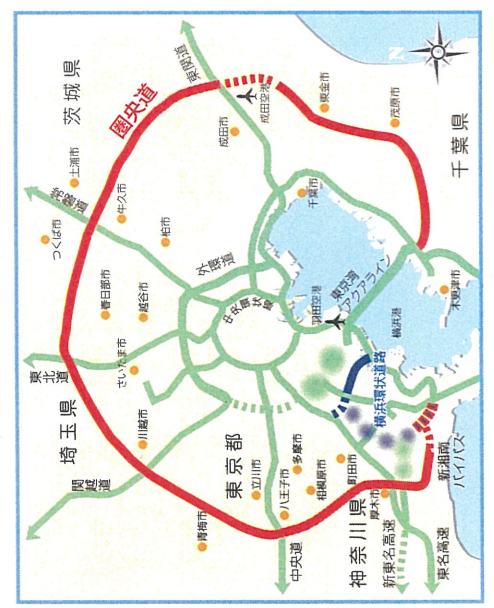 N
茨城県
圏央道
東関道
成田空港
成田市
東金市
茂原市
千葉県
土浦市
常磐道
つくば市
牛久市
柏市
千葉市
春日部市
越谷市
外環道
中央環状線
羽田空港
東京湾
アクアライン
木更津市
横浜港
東北道
さいたま市
埼玉県
川越市
関越道
横浜環状道路
東京都
立川市
多摩市
八王子市
相模原市
町田市
青梅市
中央道
神奈川県
厚木市
新東名高速
東名高速
新湘南
バイパス